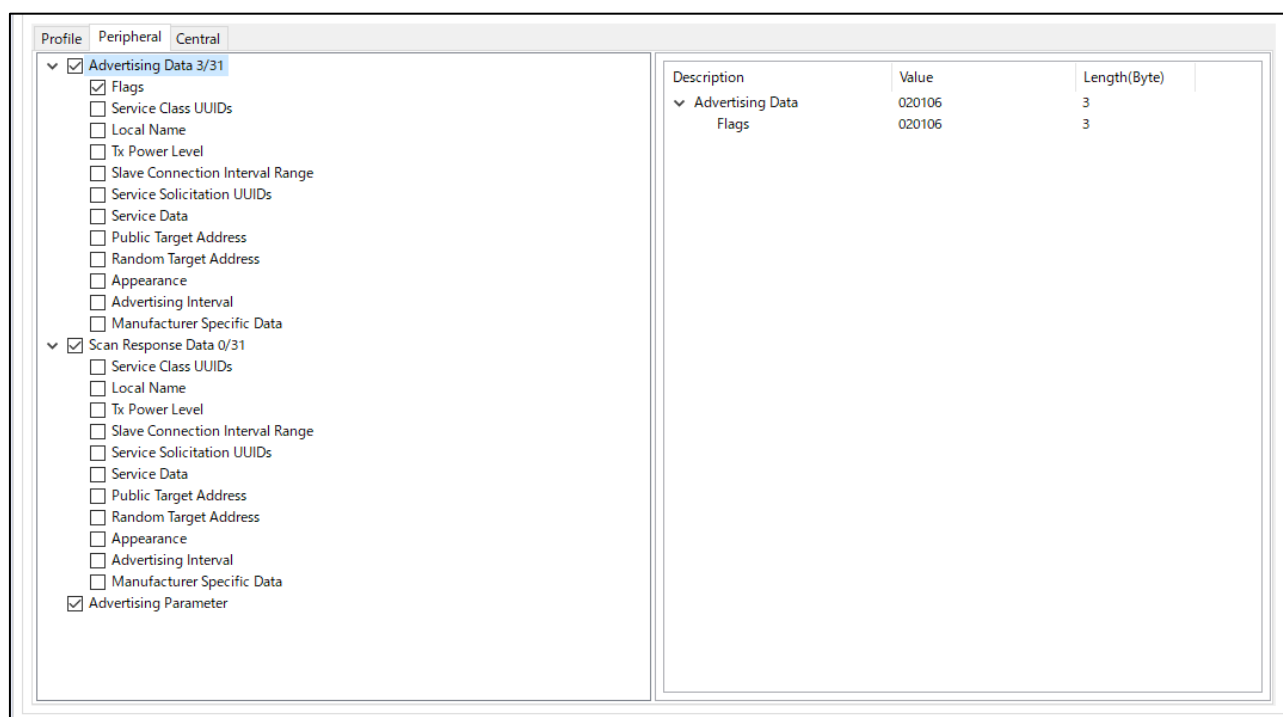 Profile Peripheral Central
Advertising Data 3/31
Flags
Service Class UUIDs
Local Name
Tx Power Level
Slave Connection Interval Range
Service Solicitation UUIDs
Service Data
Public Target Address
Random Target Address
Appearance
Advertising Interval
Manufacturer Specific Data
Scan Response Data 0/31
Service Class UUIDs
Local Name
Tx Power Level
Slave Connection Interval Range
Service Solicitation UUIDs
Service Data
Public Target Address
Random Target Address
Appearance
Advertising Interval
Manufacturer Specific Data
Advertising Parameter
Description Value Length(Byte)
Advertising Data 020106 3
Flags 020106 3